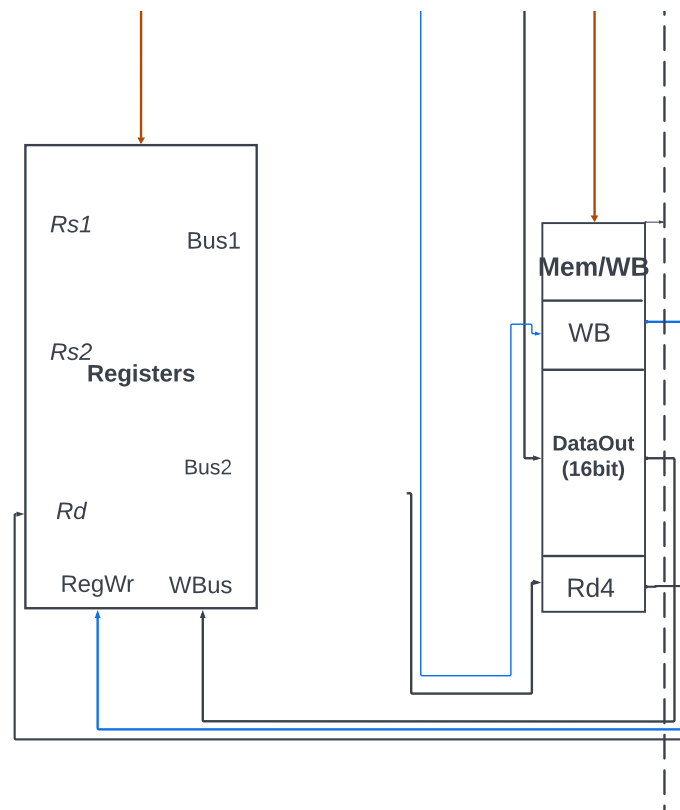 Rs1
Bus1
Rs2
Registers
Bus2
Rd
RegWr
WBus
Mem/WB
WB
DataOut
(16bit)
Rd4